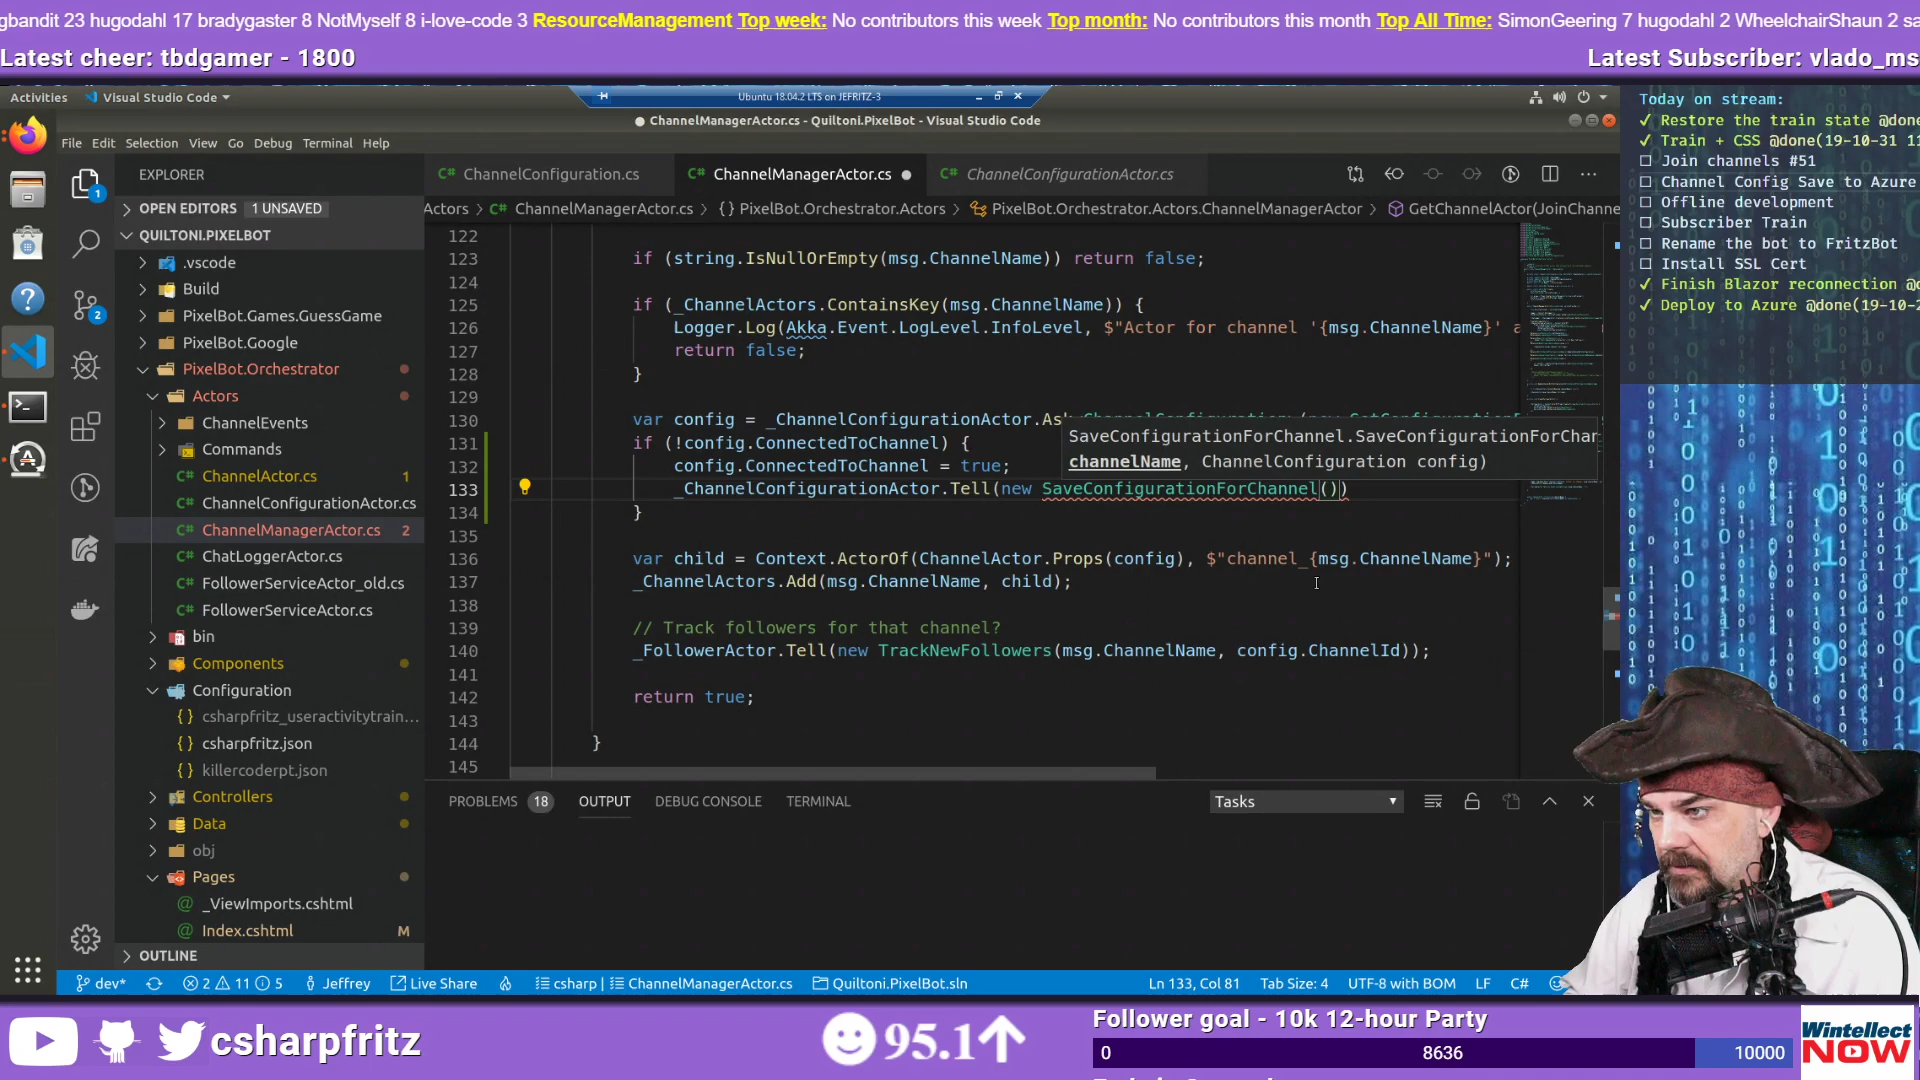 gbandit 23 hugodahl 17 bradygaster 8 NotMyself 8 i-love-code 3 ResourceManagement Top week: No contributors this week Top month: No contributors this month Top All Time: SimonGeering 7 hugodahl 2 WheelchairShaun 2 sa
Latest cheer: tbdgamer - 1800
Latest Subscriber: vlado_ms
Activities
Visual Studio Code
Ubuntu 18.04.2 LTS on JEFRITZ-3
● ChannelManagerActor.cs - Quiltoni.PixelBot - Visual Studio Code
File Edit Selection View Go Debug Terminal Help
EXPLORER
OPEN EDITORS 1 UNSAVED
QUILTONI.PIXELBOT
.vscode
Build
PixelBot.Games.GuessGame
PixelBot.Google
PixelBot.Orchestrator
Actors
ChannelEvents
Commands
ChannelActor.cs 1
ChannelConfigurationActor.cs
ChannelManagerActor.cs 2
ChatLoggerActor.cs
FollowerServiceActor_old.cs
FollowerServiceActor.cs
bin
Components
Configuration
csharpfritz_useractivitytrain...
csharpfritz.json
killercoderpt.json
Controllers
Data
obj
Pages
_ViewImports.cshtml
Index.cshtml M
OUTLINE
ChannelConfiguration.cs
ChannelManagerActor.cs ●
ChannelConfigurationActor.cs
Actors > ChannelManagerActor.cs > {} PixelBot.Orchestrator.Actors > PixelBot.Orchestrator.Actors.ChannelManagerActor > GetChannelActor(JoinChanne
122
123 if (string.IsNullOrEmpty(msg.ChannelName)) return false;
124
125 if (_ChannelActors.ContainsKey(msg.ChannelName)) {
126 Logger.Log(Akka.Event.LogLevel.InfoLevel, $"Actor for channel '{msg.ChannelName}' a
127 return false;
128 }
129
130 var config = _ChannelConfigurationActor.Ask
131 if (!config.ConnectedToChannel) {
132 config.ConnectedToChannel = true;
133 _ChannelConfigurationActor.Tell(new SaveConfigurationForChannel())
134 }
135
136 var child = Context.ActorOf(ChannelActor.Props(config), $"channel_{msg.ChannelName}");
137 _ChannelActors.Add(msg.ChannelName, child);
138
139 // Track followers for that channel?
140 _FollowerActor.Tell(new TrackNewFollowers(msg.ChannelName, config.ChannelId));
141
142 return true;
143
144 }
145
SaveConfigurationForChannel.SaveConfigurationForChar
channelName, ChannelConfiguration config)
PROBLEMS 18 OUTPUT DEBUG CONSOLE TERMINAL
Tasks
dev* 2 11 5 Jeffrey Live Share csharp | ChannelManagerActor.cs Quiltoni.PixelBot.sln Ln 133, Col 81 Tab Size: 4 UTF-8 with BOM LF C#
Today on stream:
✓ Restore the train state @done
✓ Train + CSS @done(19-10-31 11
☐ Join channels #51
☐ Channel Config Save to Azure
☐ Offline development
☐ Subscriber Train
☐ Rename the bot to FritzBot
☐ Install SSL Cert
✓ Finish Blazor reconnection @d
✓ Deploy to Azure @done(19-10-2
csharpfritz
95.1
Follower goal - 10k 12-hour Party
0 8636 10000
Wintellect
NOW